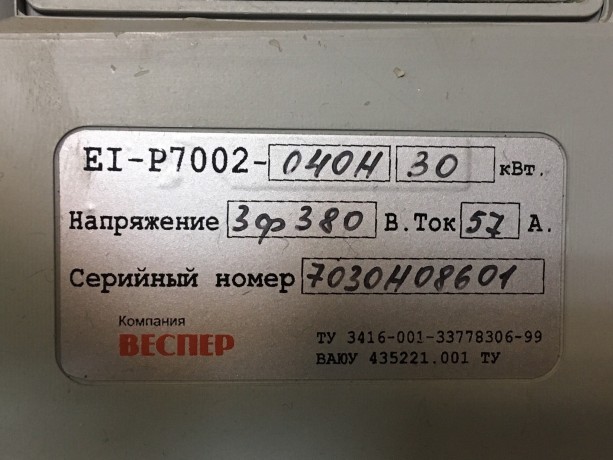 EI-P7002-040H 30 кВт.
Напряжение 3ф380 В. Ток 57 А.
Серийный номер 7030H08601
Компания
ВЕСПЕР
ТУ 3416-001-33778306-99
ВАЮУ 435221.001 ТУ